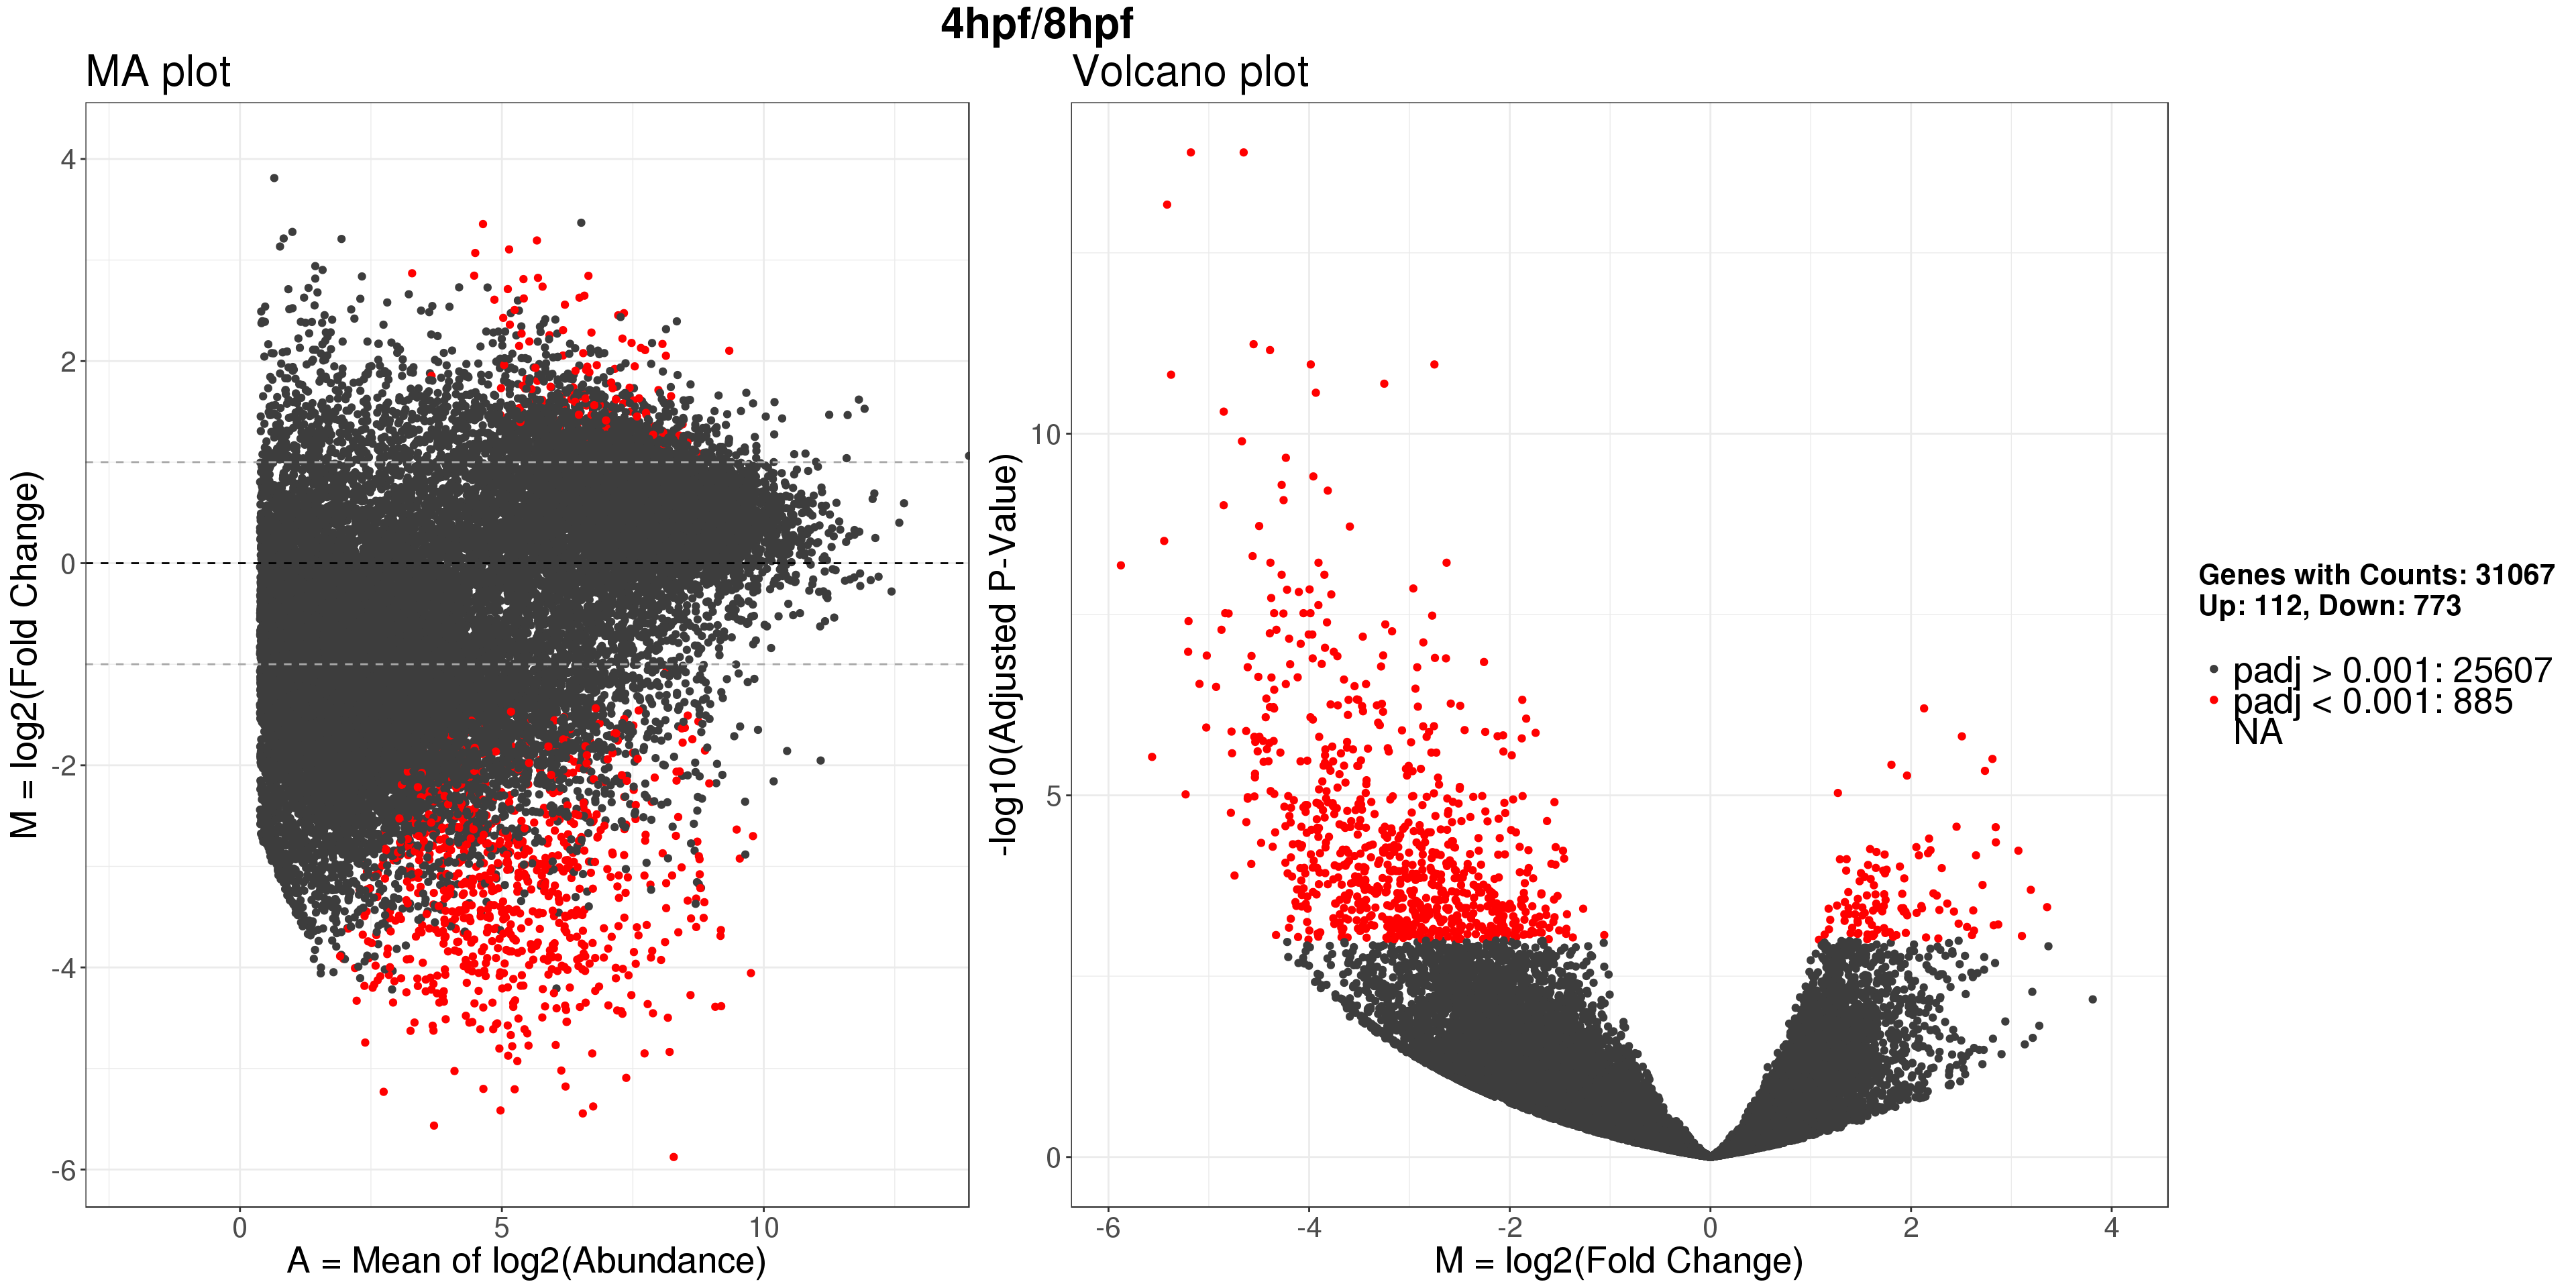 4hpf/8hpf
MA plot
Volcano plot
M = log2(Fold Change)
4
2
0
-2
-4
-6
0
5
10
A = Mean of log2(Abundance)
-log10(Adjusted P-Value)
10
5
0
-6
-4
-2
0
2
4
M = log2(Fold Change)
Genes with Counts: 31067
Up: 112, Down: 773
padj > 0.001: 25607
padj < 0.001: 885
NA